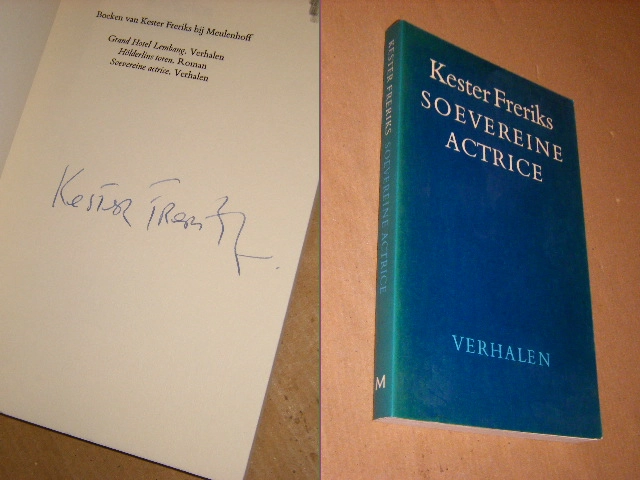 Boeken van Kester Freriks bij Meulenhoff
Grand Hotel Lembang. Verhalen
Hölderlins toren. Roman
Soevereine actrice. Verhalen
Kester Freriks
KESTER FRERIKS SOEVEREINE ACTRICE
M
Kester Freriks
SOEVEREINE
ACTRICE
VERHALEN